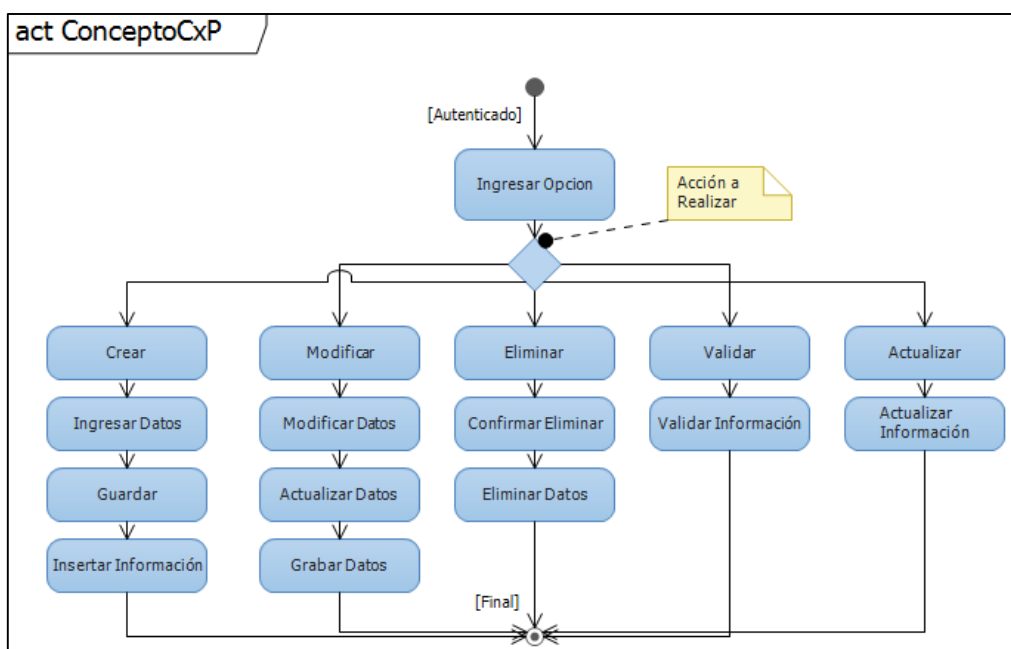 act ConceptoCxP
[Autenticado]
Ingresar Opcion
Acción a
Realizar
Crear
Modificar
Eliminar
Validar
Actualizar
Ingresar Datos
Modificar Datos
Confirmar Eliminar
Validar Información
Actualizar
Información
Guardar
Actualizar Datos
Eliminar Datos
Insertar Información
Grabar Datos
[Final]